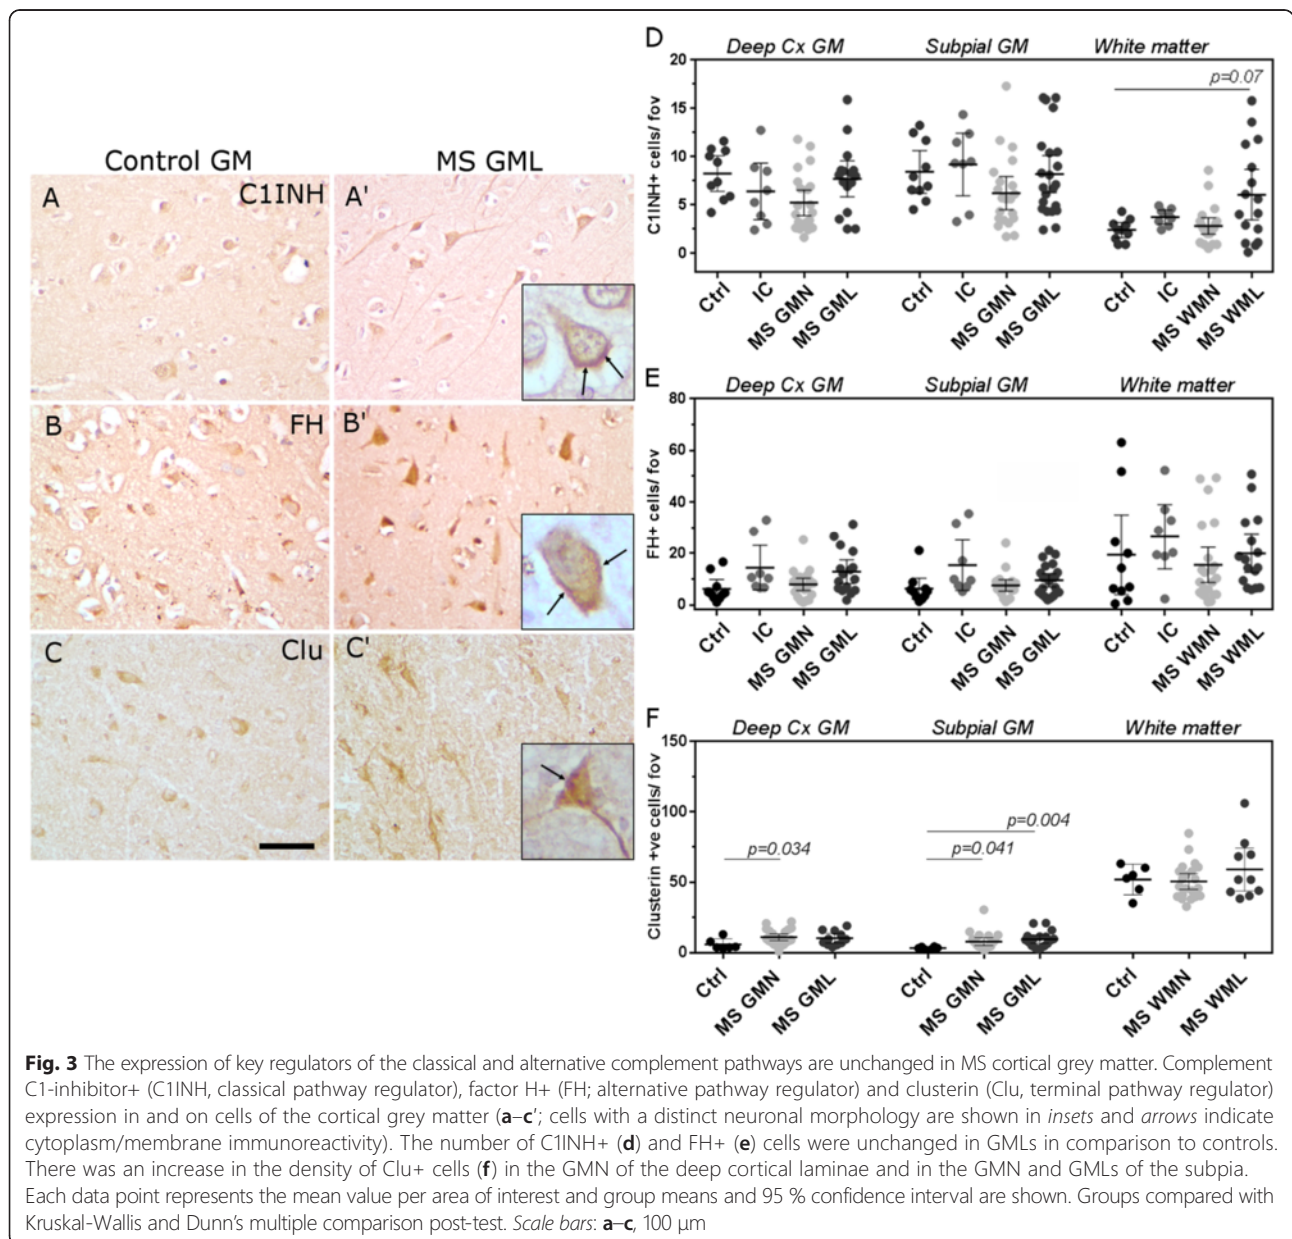 Control GM
MS GML
A
C1INH
A'
B
FH
B'
C
Clu
C'
D
Deep Cx GM
Subpial GM
White matter
p=0.07
C1INH+ cells/ fov
20
15
10
5
0
Ctrl
IC
MS GMN
MS GML
Ctrl
IC
MS GMN
MS GML
Ctrl
IC
MS WMN
MS WML
E
Deep Cx GM
Subpial GM
White matter
FH+ cells/ fov
80
60
40
20
0
Ctrl
IC
MS GMN
MS GML
Ctrl
IC
MS GMN
MS GML
Ctrl
IC
MS WMN
MS WML
F
Deep Cx GM
Subpial GM
White matter
Clusterin +ve cells/ fov
150
100
50
0
p=0.034
p=0.004
p=0.041
Ctrl
MS GMN
MS GML
Ctrl
MS GMN
MS GML
Ctrl
MS WMN
MS WML
Fig. 3 The expression of key regulators of the classical and alternative complement pathways are unchanged in MS cortical grey matter. Complement
C1-inhibitor+ (C1INH, classical pathway regulator), factor H+ (FH; alternative pathway regulator) and clusterin (Clu, terminal pathway regulator)
expression in and on cells of the cortical grey matter (a–c′; cells with a distinct neuronal morphology are shown in insets and arrows indicate
cytoplasm/membrane immunoreactivity). The number of C1INH+ (d) and FH+ (e) cells were unchanged in GMLs in comparison to controls.
There was an increase in the density of Clu+ cells (f) in the GMN of the deep cortical laminae and in the GMN and GMLs of the subpia.
Each data point represents the mean value per area of interest and group means and 95 % confidence interval are shown. Groups compared with
Kruskal-Wallis and Dunn's multiple comparison post-test. Scale bars: a–c, 100 μm